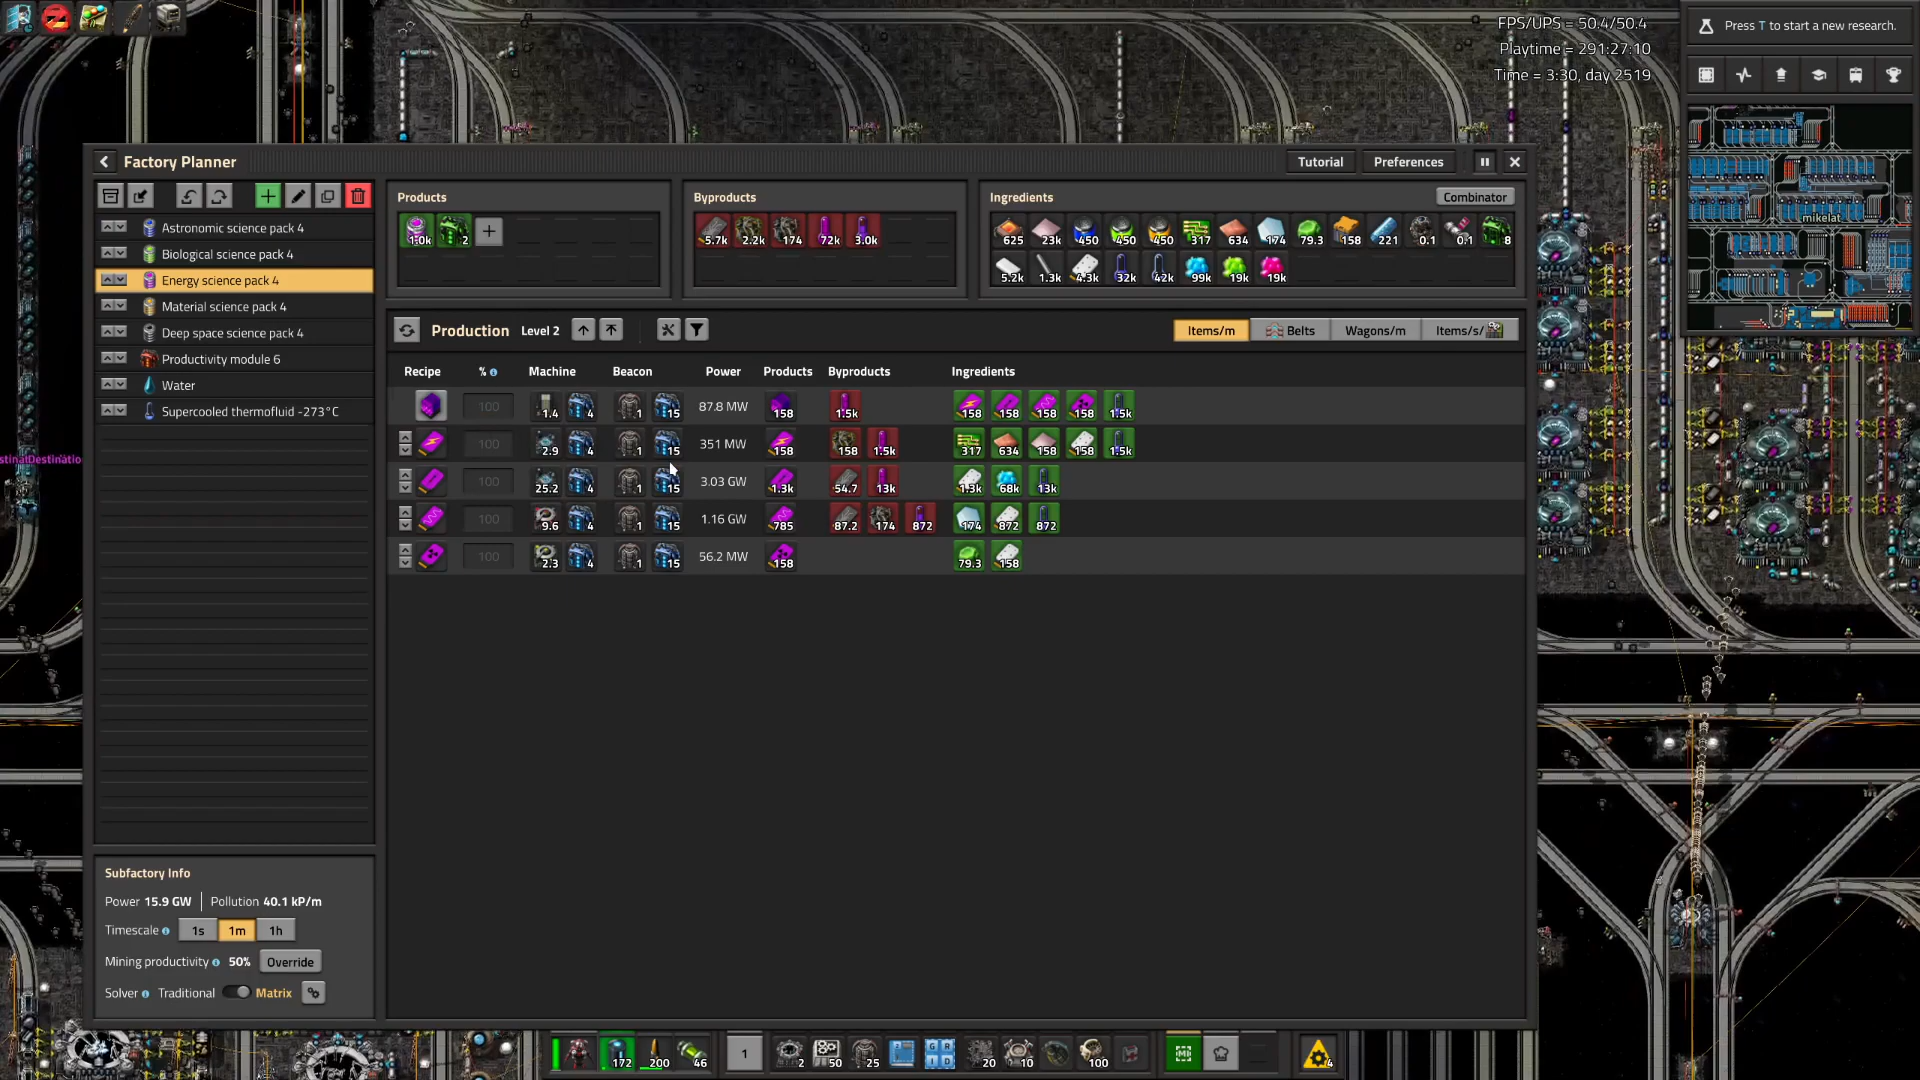 FPS/UPS = 50.4/50.4
Playtime = 291:27:10
Time = 3:30, day 2519
Press T to start a new research.
mikelat
Factory Planner
Tutorial
Preferences
Astronomic science pack 4
Biological science pack 4
Energy science pack 4
Material science pack 4
Deep space science pack 4
Productivity module 6
Water
Supercooled thermofluid -273°C
Products
1.0k 2
Byproducts
5.7k 2.2k 174 72k 3.0k
Ingredients
Combinator
625 23k 450 450 450 317 634 174 79.3 158 221 0.1 0.1 8
5.2k 1.3k 4.3k 32k 42k 99k 19k 19k
Production Level 2
Items/m Belts Wagons/m Items/s/
Recipe % Machine Beacon Power Products Byproducts Ingredients
100 1.4 4 1 15 87.8 MW 158 1.5k 158 158 158 158 1.5k
100 2.9 4 1 15 351 MW 158 158 1.5k 317 634 158 158 1.5k
100 25.2 4 1 15 3.03 GW 1.3k 54.7 13k 1.3k 68k 13k
100 9.6 4 1 15 1.16 GW 785 87.2 174 872 174 872 872
100 2.3 4 1 15 56.2 MW 158 79.3 158
Subfactory Info
Power 15.9 GW Pollution 40.1 kP/m
Timescale 1s 1m 1h
Mining productivity 50% Override
Solver Traditional Matrix
172 200 46 1 2 50 25 20 10 100 4